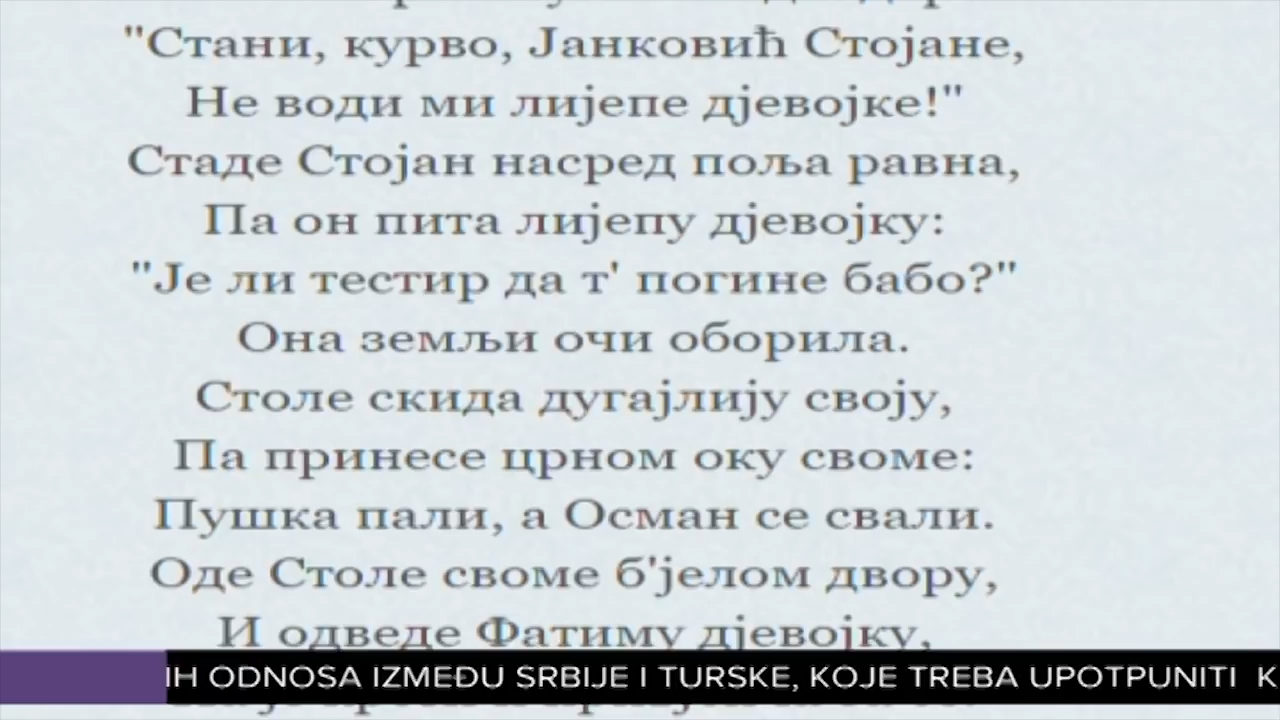 "Стани, курво, Јанковић Стојане,
Не води ми лијепе дјевојке!"
Стаде Стојан насред поља равна,
Па он пита лијепу дјевојку:
"Је ли тестир да т' погине бабо?"
Она земљи очи оборила.
Столе скида дугајлију своју,
Па принесе црном оку своме:
Пушка пали, а Осман се свали.
Оде Столе своме б'јелом двору,
И одведе Фатиму дјевојку,
IH ODNOSA IZMEĐU SRBIJE I TURSKE, KOJE TREBA UPOTPUNITI K